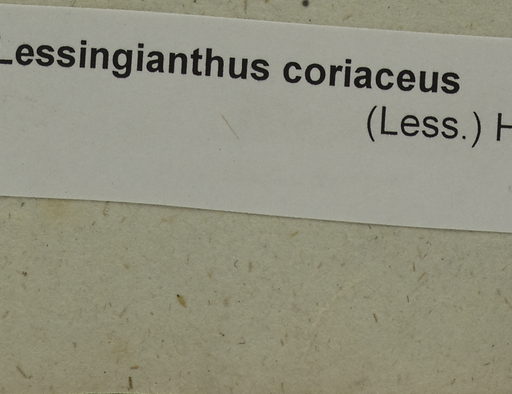 Lessingianthus coriaceus
(Less.) H